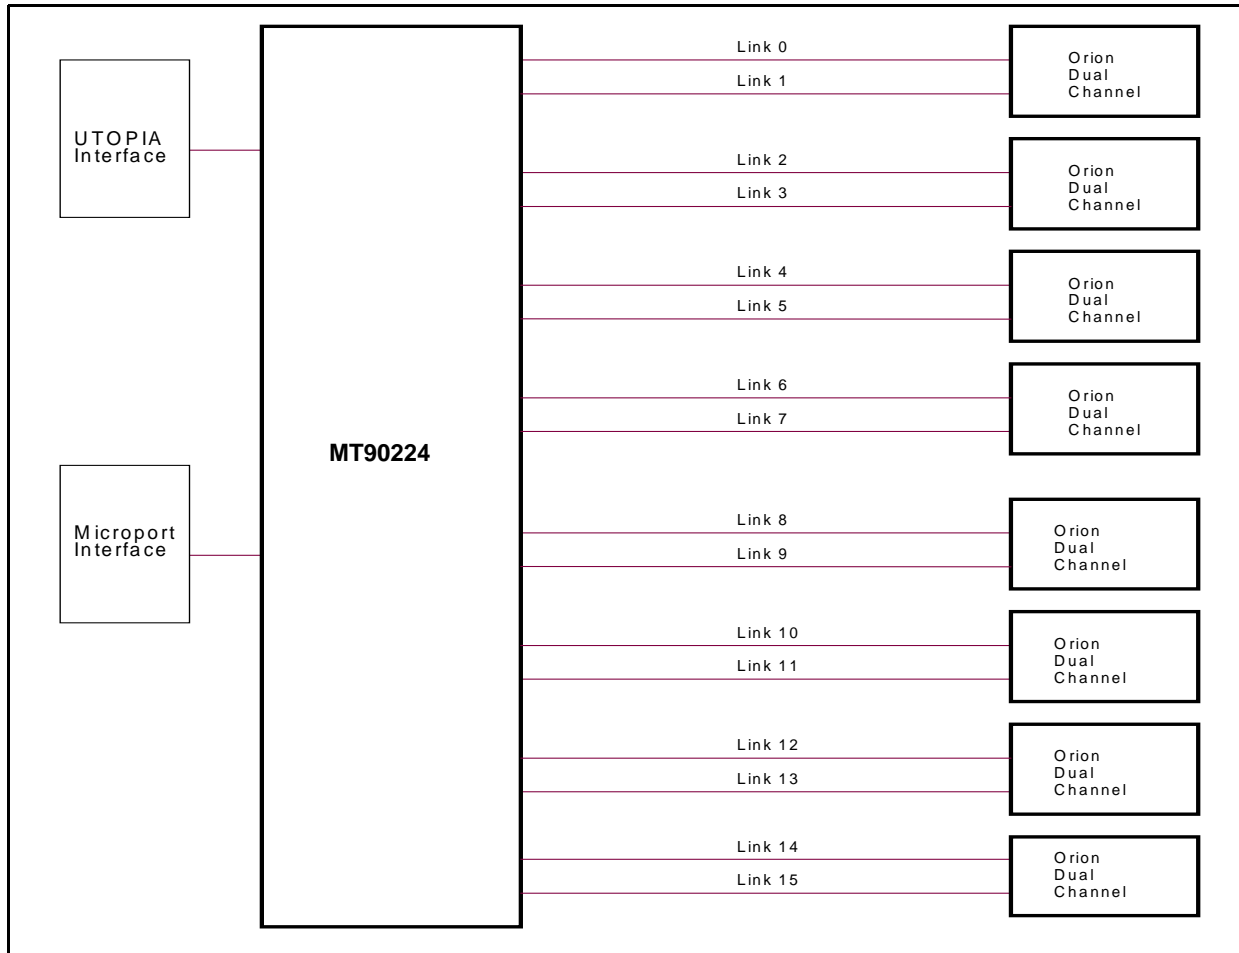 UTOPIA
Interface
Microport
Interface
MT90224
Link 0
Link 1
Orion
Dual
Channel
Link 2
Link 3
Orion
Dual
Channel
Link 4
Link 5
Orion
Dual
Channel
Link 6
Link 7
Orion
Dual
Channel
Link 8
Link 9
Orion
Dual
Channel
Link 10
Link 11
Orion
Dual
Channel
Link 12
Link 13
Orion
Dual
Channel
Link 14
Link 15
Orion
Dual
Channel